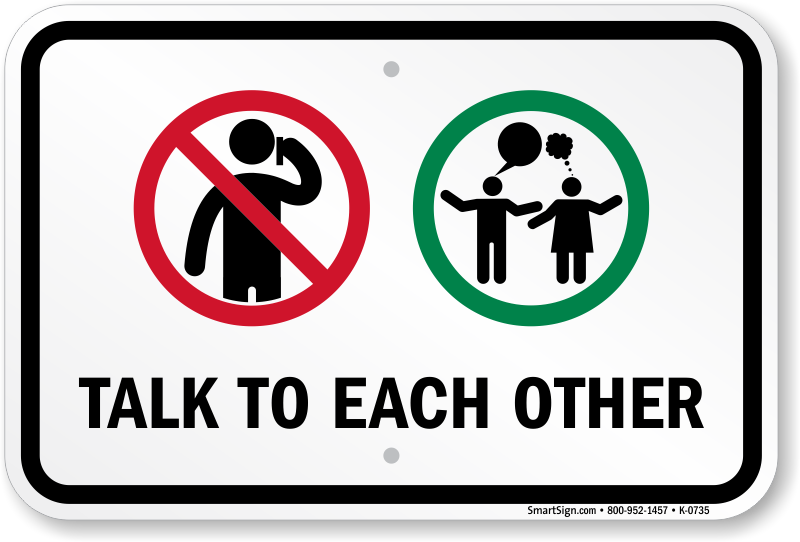 TALK TO EACH OTHER
SmartSign.com • 800-952-1457 • K-0735